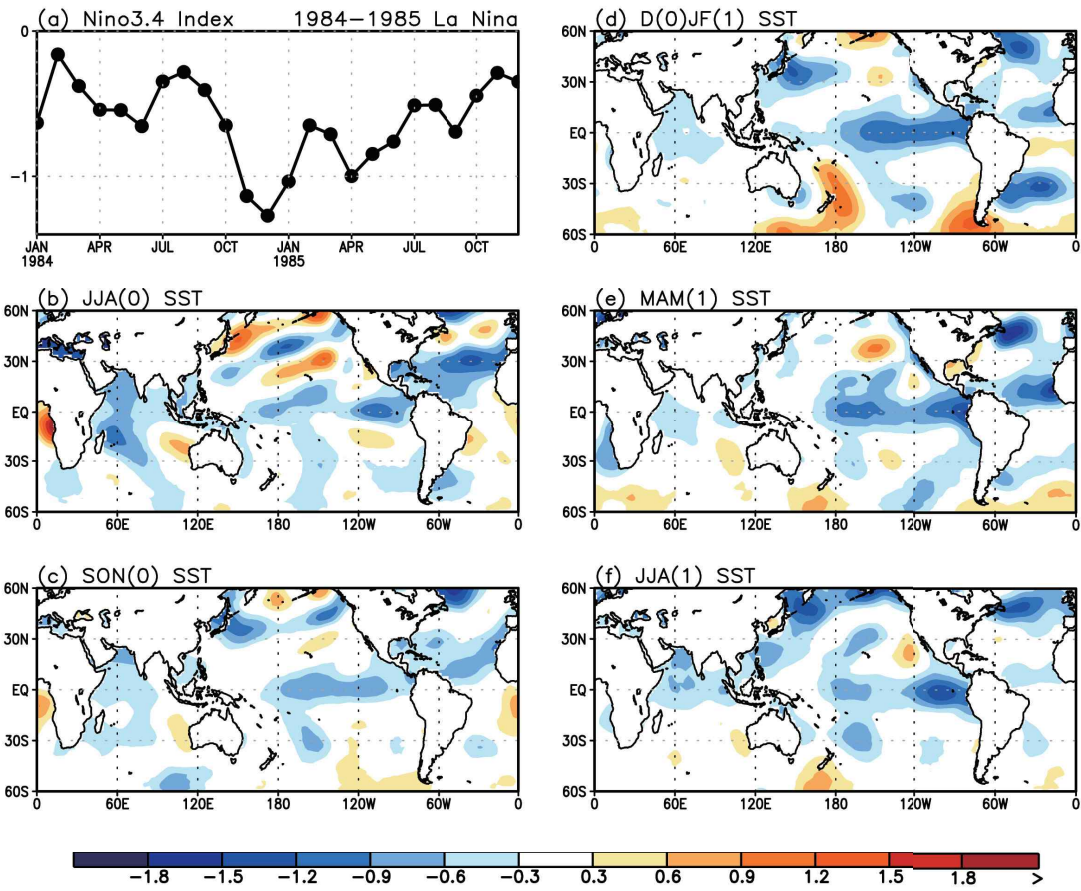 (a) Nino3.4 Index 1984−1985 La Nina
0
−1
JAN APR JUL OCT JAN APR JUL OCT
1984 1985
(b) JJA(0) SST
60N
30N
EQ
30S
60S
0 60E 120E 180 120W 60W 0
(c) SON(0) SST
60N
30N
EQ
30S
60S
0 60E 120E 180 120W 60W 0
(d) D(0)JF(1) SST
60N
30N
EQ
30S
60S
0 60E 120E 180 120W 60W 0
(e) MAM(1) SST
60N
30N
EQ
30S
60S
0 60E 120E 180 120W 60W 0
(f) JJA(1) SST
60N
30N
EQ
30S
60S
0 60E 120E 180 120W 60W 0
−1.8 −1.5 −1.2 −0.9 −0.6 −0.3 0.3 0.6 0.9 1.2 1.5 1.8 >